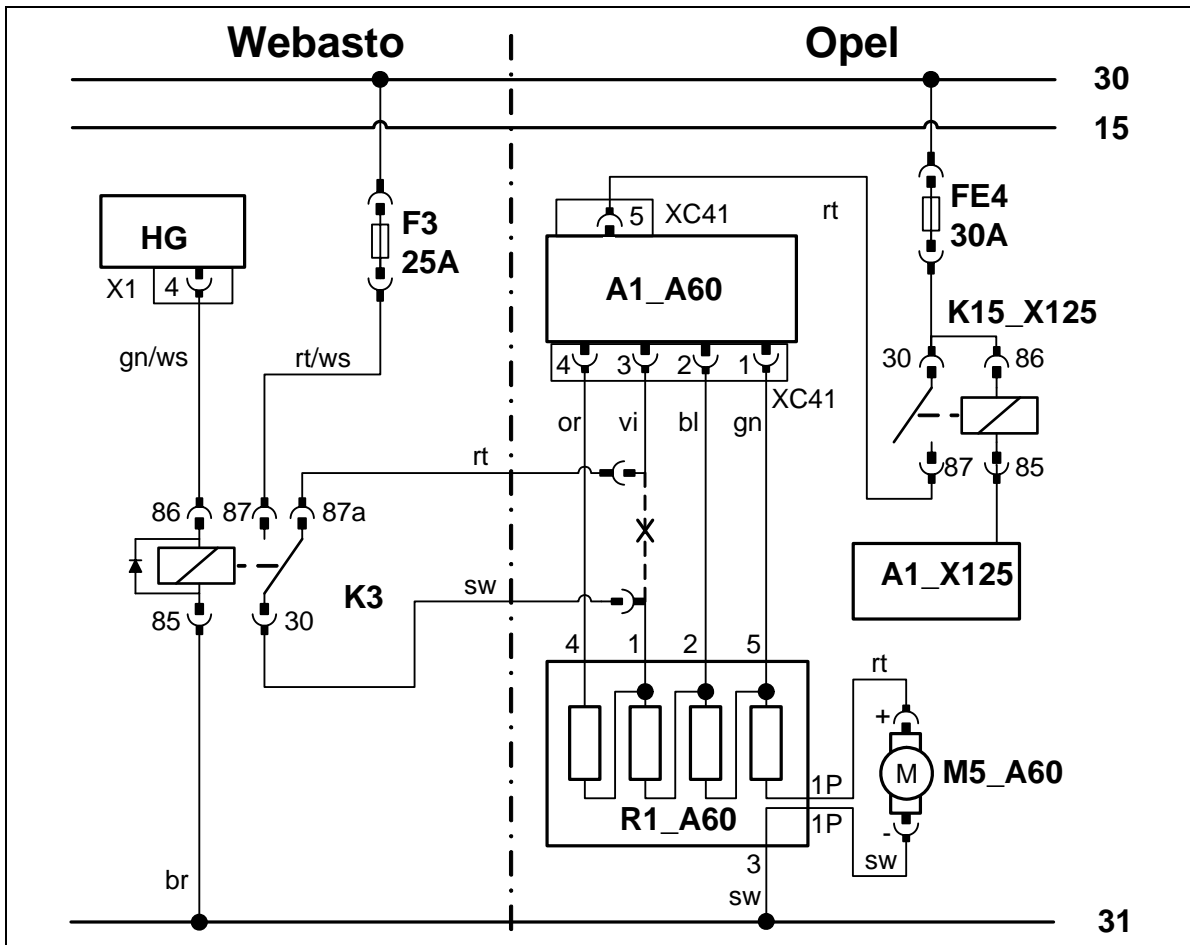 Webasto
Opel
30
15
HG
X1
4
F3
25A
5
XC41
rt
FE4
30A
A1_A60
K15_X125
gn/ws
rt/ws
4
3
2
1
XC41
30
86
or
vi
bl
gn
rt
87
85
86
87
87a
A1_X125
K3
sw
85
30
4
1
2
5
rt
+
M
M5_A60
1P
R1_A60
1P
-
3
sw
br
sw
31